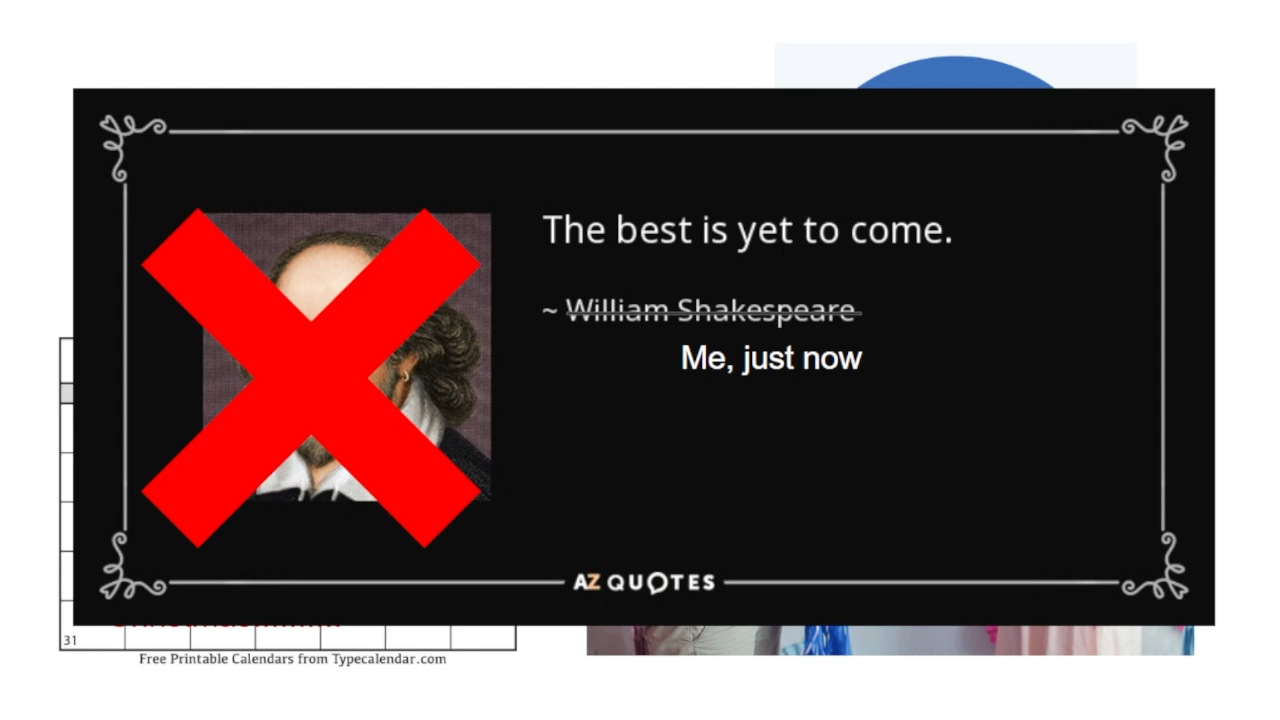 The best is yet to come.
~ William Shakespeare
Me, just now
AZ QUOTES
31
Free Printable Calendars from Typecalendar.com